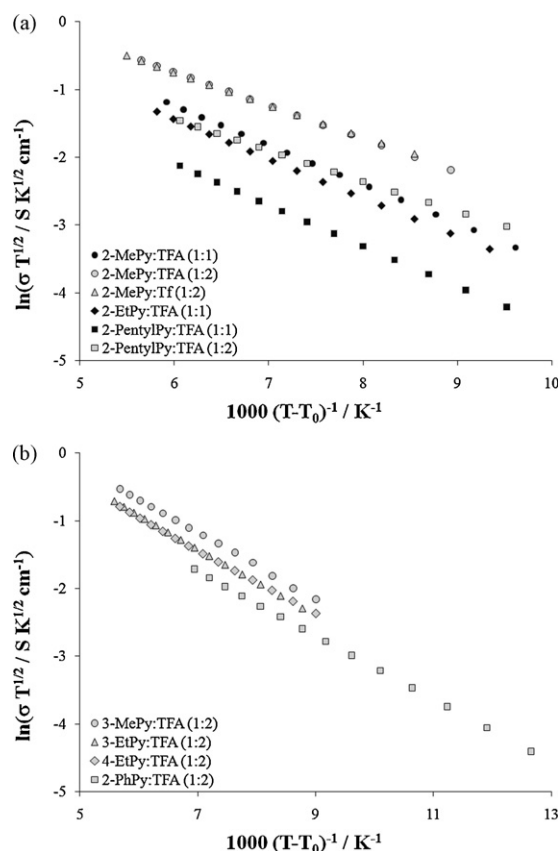 (a)
0
-1
-2
-3
-4
-5
ln(σ T1/2 / S K1/2 cm-1)
2-MePy:TFA (1:1)
2-MePy:TFA (1:2)
2-MePy:Tf (1:2)
2-EtPy:TFA (1:1)
2-PentylPy:TFA (1:1)
2-PentylPy:TFA (1:2)
5 6 7 8 9 10
1000 (T-T0)-1 / K-1
(b)
0
-1
-2
-3
-4
-5
ln(σ T1/2 / S K1/2 cm-1)
3-MePy:TFA (1:2)
3-EtPy:TFA (1:2)
4-EtPy:TFA (1:2)
2-PhPy:TFA (1:2)
5 7 9 11 13
1000 (T-T0)-1 / K-1